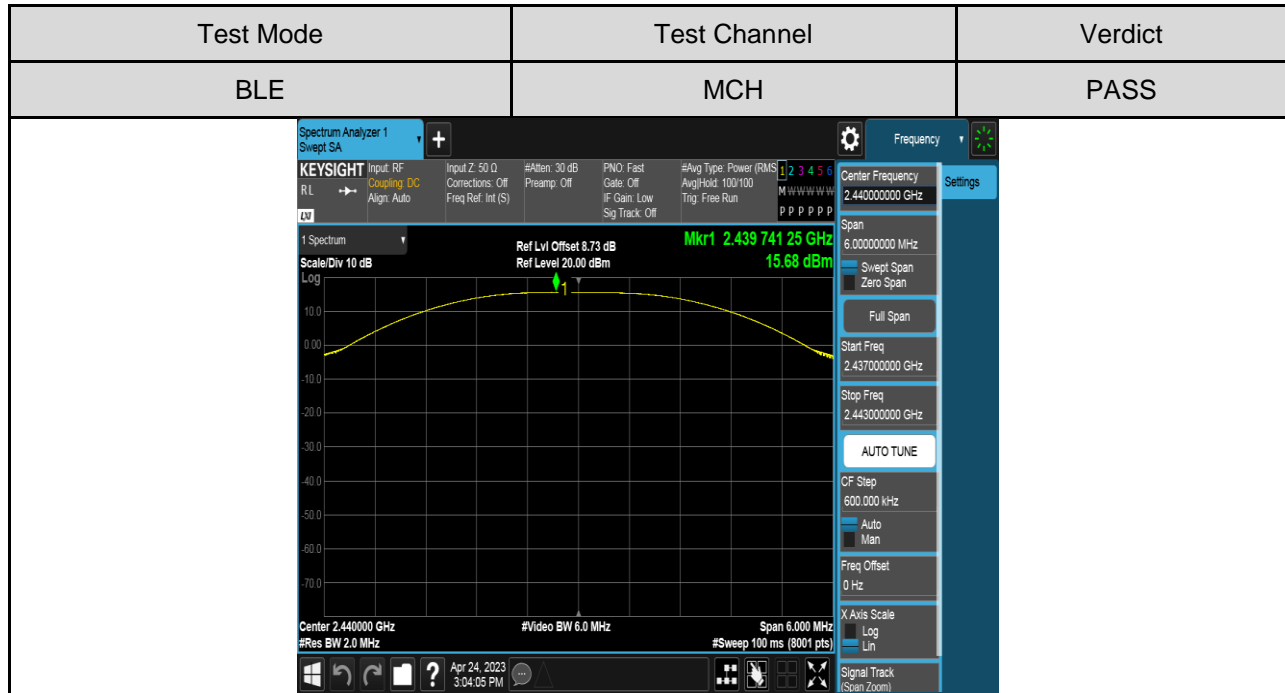 Test Mode Test Channel Verdict
BLE MCH PASS
Spectrum Analyzer 1
Swept SA
+
Frequency
KEYSIGHT
RL
LXI
Input: RF
Coupling: DC
Align: Auto
Input Z: 50 Ω
Corrections: Off
Freq Ref: Int (S)
#Atten: 30 dB
Preamp: Off
PNO: Fast
Gate: Off
IF Gain: Low
Sig Track: Off
#Avg Type: Power (RMS
Avg|Hold: 100/100
Trig: Free Run
1 2 3 4 5 6
M W W W W W
P P P P P P
1 Spectrum
Scale/Div 10 dB
Ref Lvl Offset 8.73 dB
Ref Level 20.00 dBm
Mkr1 2.439 741 25 GHz
15.68 dBm
Log
1
10.0
0.00
-10.0
-20.0
-30.0
-40.0
-50.0
-60.0
-70.0
Center 2.440000 GHz
#Res BW 2.0 MHz
#Video BW 6.0 MHz
Span 6.000 MHz
#Sweep 100 ms (8001 pts)
?
Apr 24, 2023
3:04:05 PM
Center Frequency
2.440000000 GHz
Settings
Span
6.00000000 MHz
Swept Span
Zero Span
Full Span
Start Freq
2.437000000 GHz
Stop Freq
2.443000000 GHz
AUTO TUNE
CF Step
600.000 kHz
Auto
Man
Freq Offset
0 Hz
X Axis Scale
Log
Lin
Signal Track
(Span Zoom)